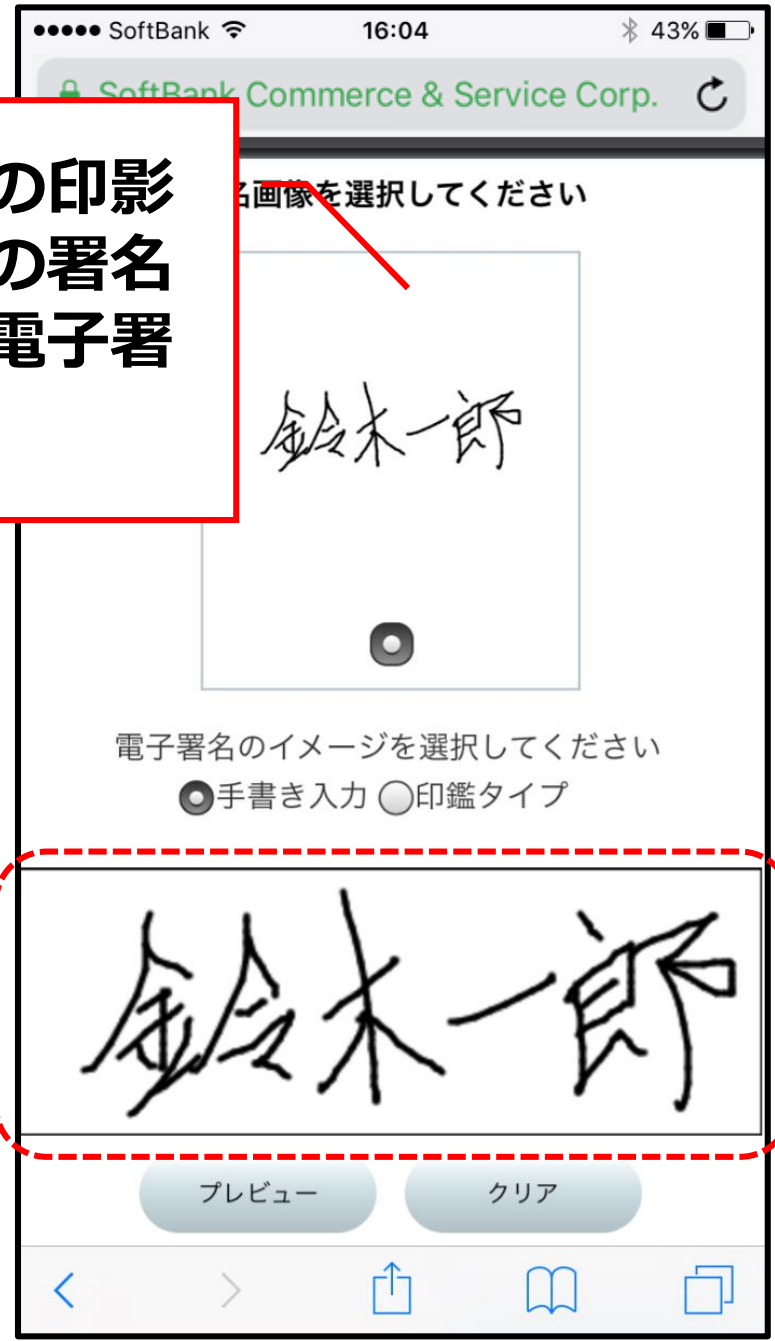 SoftBank 16:04 43%
SoftBank Commerce & Service Corp.
の印影
の署名
電子署
名画像を選択してください
鈴木一郎
電子署名のイメージを選択してください
手書き入力 印鑑タイプ
鈴木一郎
プレビュー クリア